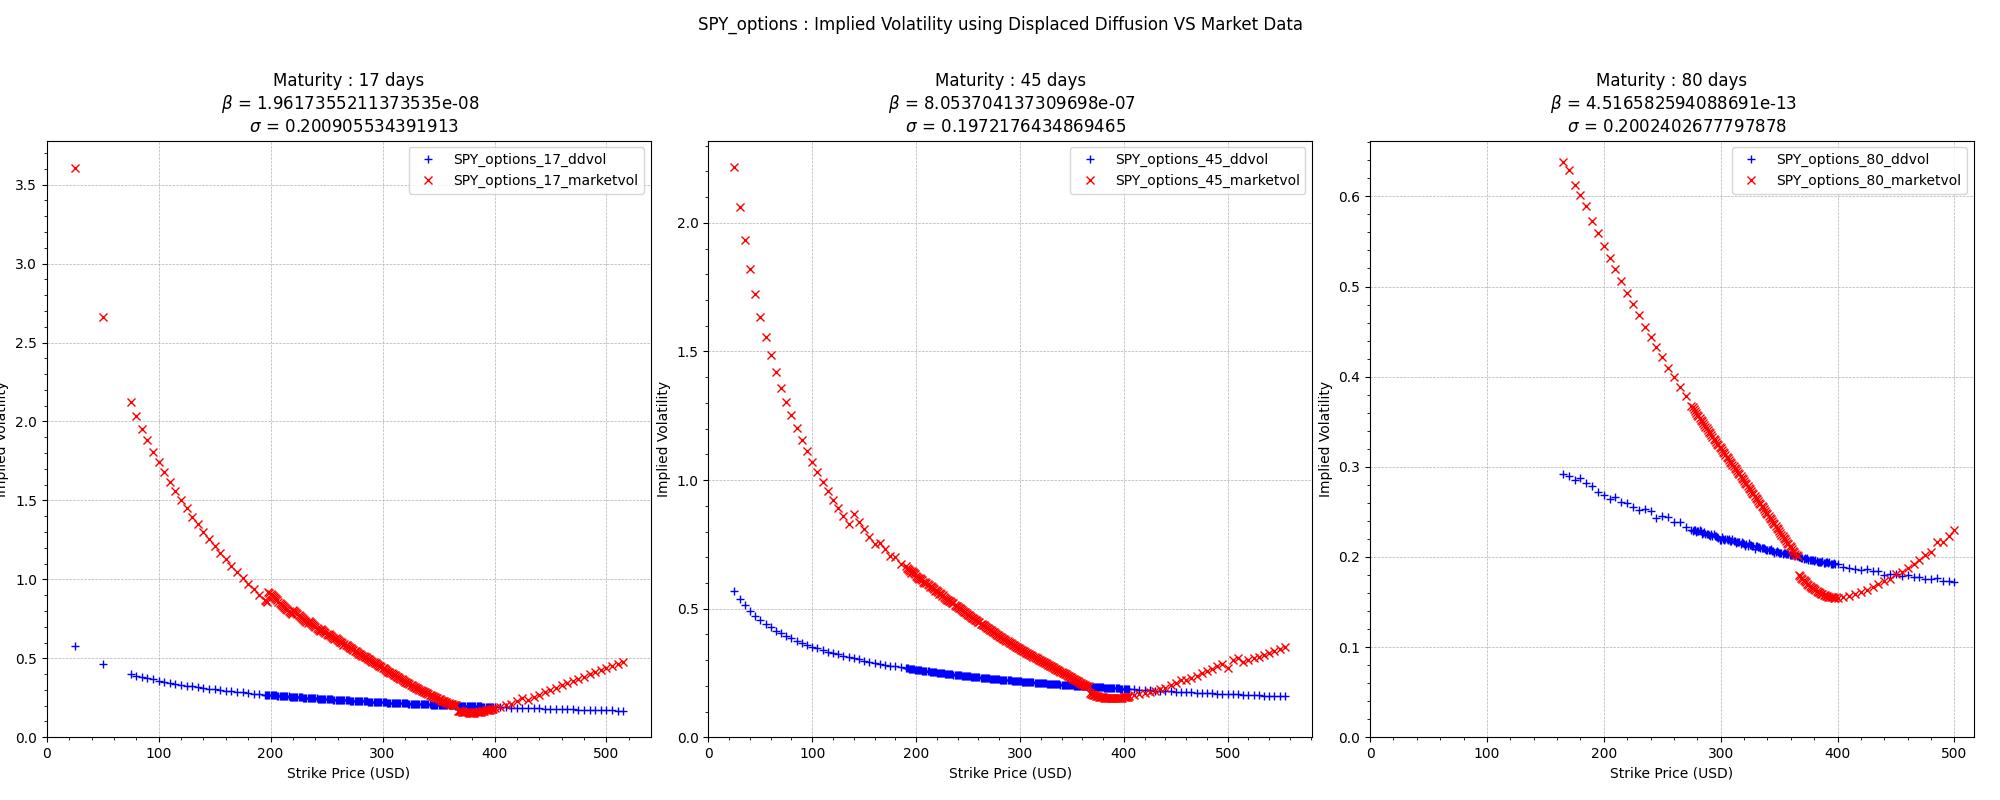 SPY_options : Implied Volatility using Displaced Diffusion VS Market Data
Maturity : 17 days
β = 1.9617355211373535e-08
σ = 0.200905534391913
SPY_options_17_ddvol
SPY_options_17_marketvol
3.5
3.0
2.5
2.0
1.5
1.0
0.5
0.0
Implied Volatility
0 100 200 300 400 500
Strike Price (USD)
Maturity : 45 days
β = 8.053704137309698e-07
σ = 0.1972176434869465
SPY_options_45_ddvol
SPY_options_45_marketvol
2.0
1.5
1.0
0.5
0.0
Implied Volatility
0 100 200 300 400 500
Strike Price (USD)
Maturity : 80 days
β = 4.516582594088691e-13
σ = 0.2002402677797878
SPY_options_80_ddvol
SPY_options_80_marketvol
0.6
0.5
0.4
0.3
0.2
0.1
0.0
Implied Volatility
0 100 200 300 400 500
Strike Price (USD)